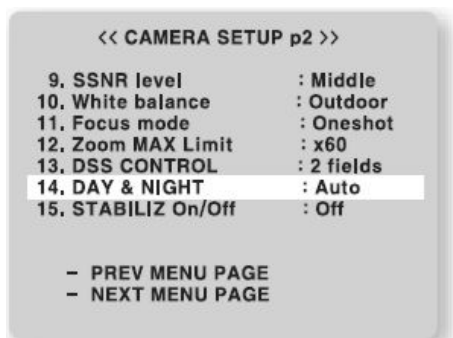 << CAMERA SETUP p2 >>
9. SSNR level : Middle
10. White balance : Outdoor
11. Focus mode : Oneshot
12. Zoom MAX Limit : x60
13. DSS CONTROL : 2 fields
14. DAY & NIGHT : Auto
15. STABILIZ On/Off : Off
– PREV MENU PAGE
– NEXT MENU PAGE